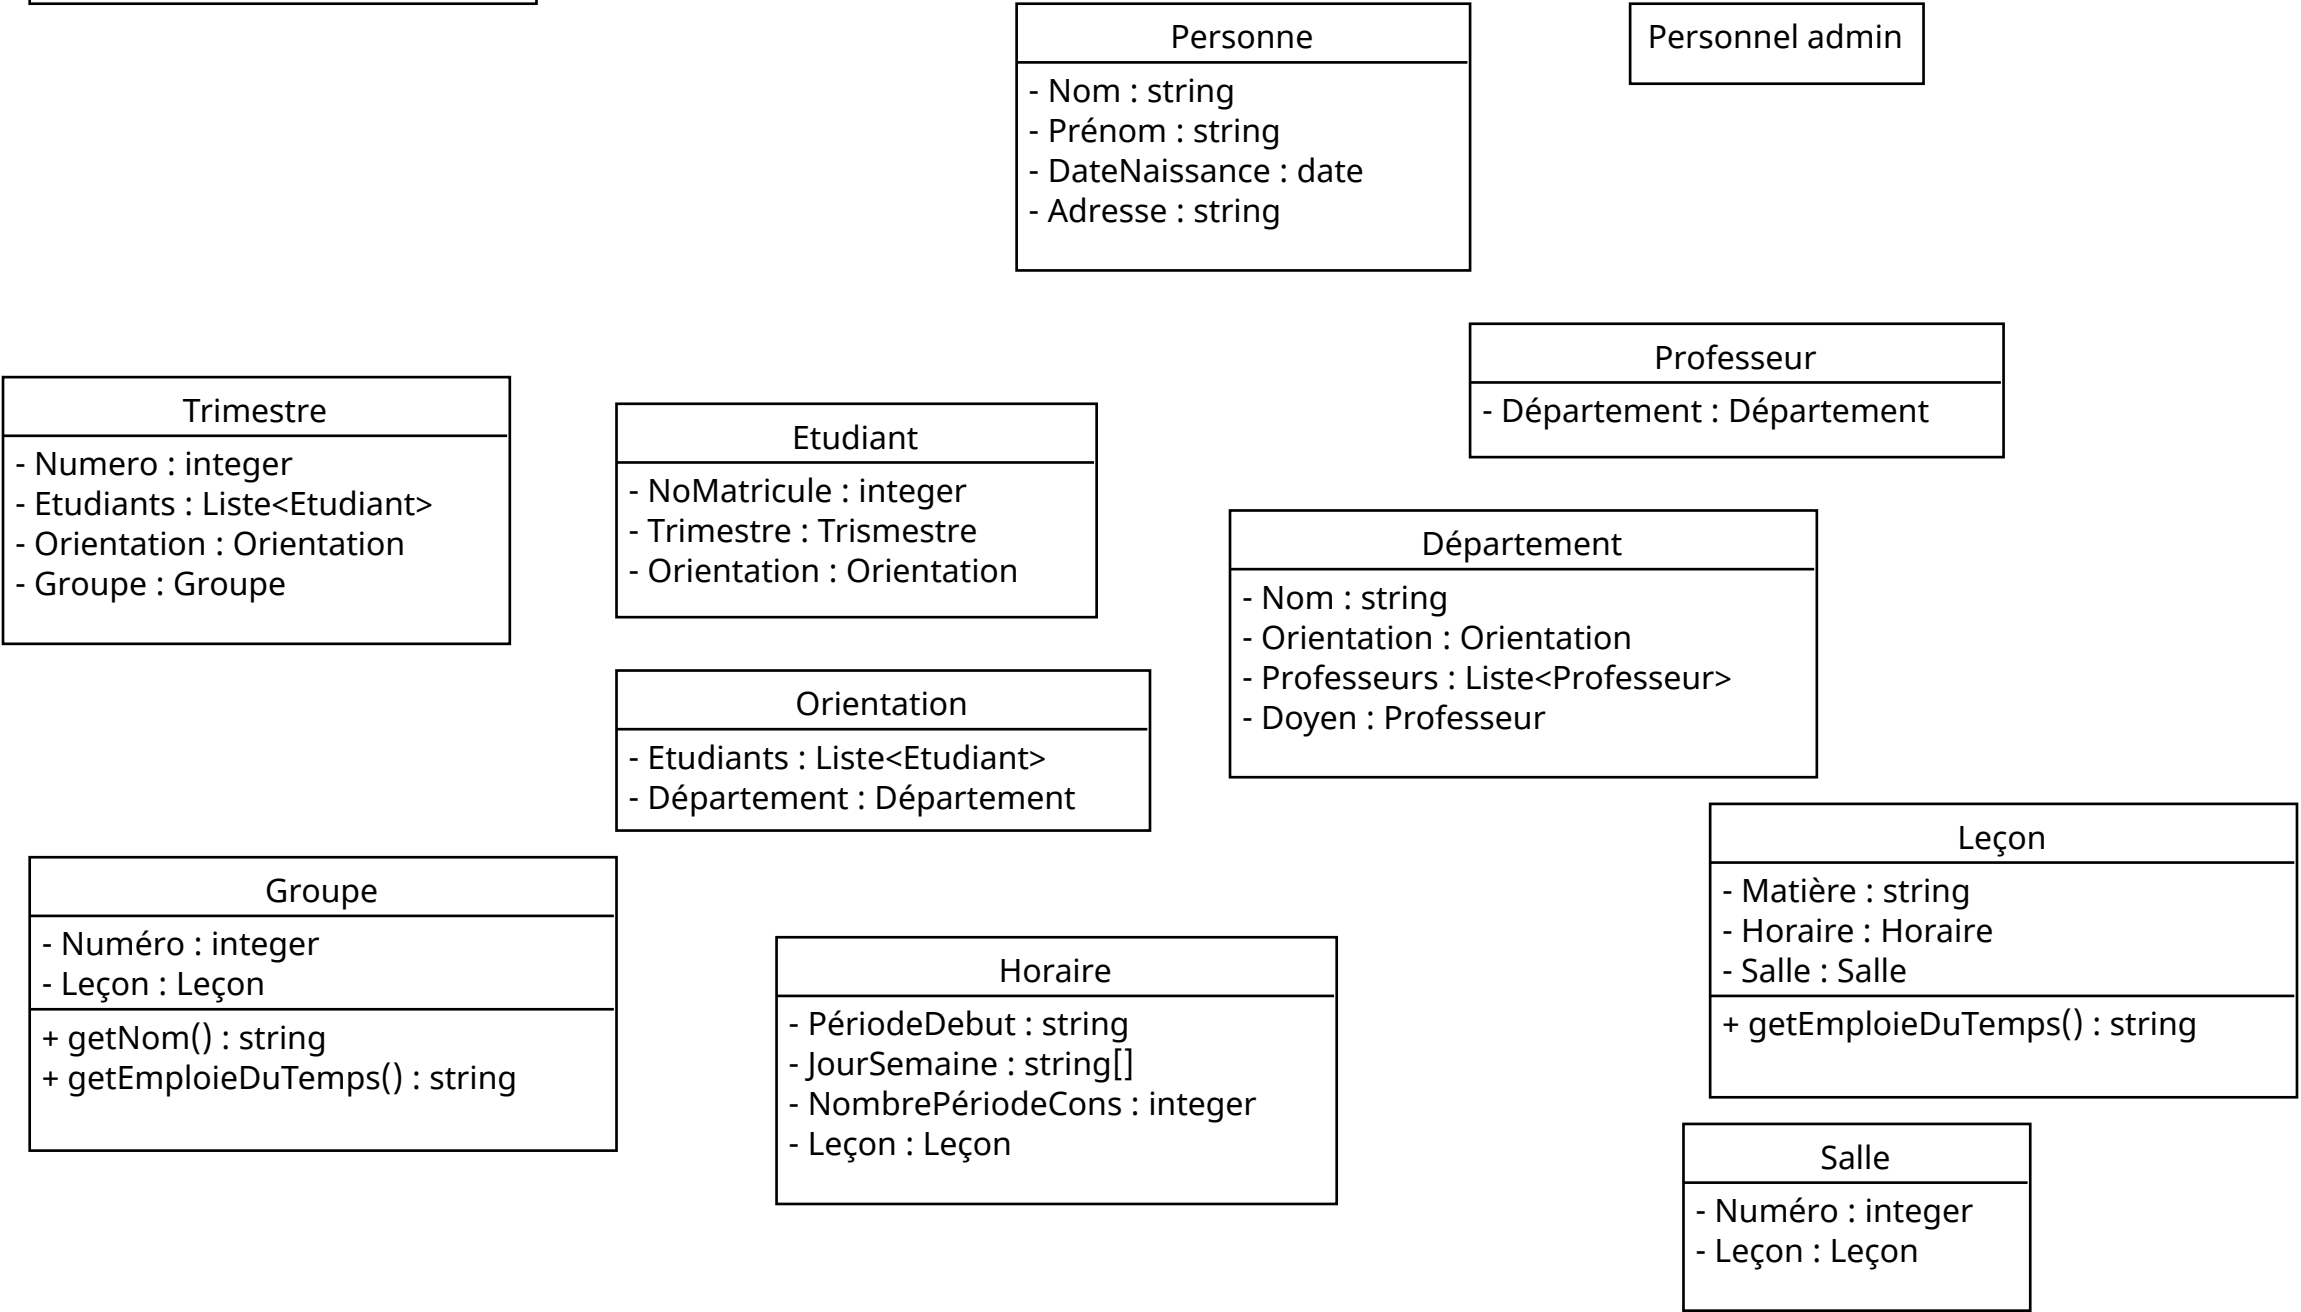 Personne
- Nom : string
- Prénom : string
- DateNaissance : date
- Adresse : string
Personnel admin
Professeur
- Département : Département
Trimestre
- Numero : integer
- Etudiants : Liste<Etudiant>
- Orientation : Orientation
- Groupe : Groupe
Etudiant
- NoMatricule : integer
- Trimestre : Trismestre
- Orientation : Orientation
Département
- Nom : string
- Orientation : Orientation
- Professeurs : Liste<Professeur>
- Doyen : Professeur
Orientation
- Etudiants : Liste<Etudiant>
- Département : Département
Leçon
- Matière : string
- Horaire : Horaire
- Salle : Salle
+ getEmploieDuTemps() : string
Groupe
- Numéro : integer
- Leçon : Leçon
+ getNom() : string
+ getEmploieDuTemps() : string
Horaire
- PériodeDebut : string
- JourSemaine : string[]
- NombrePériodeCons : integer
- Leçon : Leçon
Salle
- Numéro : integer
- Leçon : Leçon